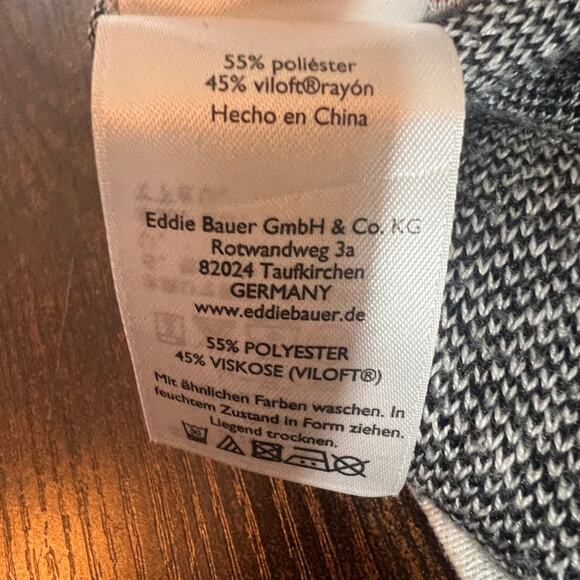 55% poliéster
45% viloft®rayón
Hecho en China
Eddie Bauer GmbH & Co. KG
Rotwandweg 3a
82024 Taufkirchen
GERMANY
www.eddiebauer.de
55% POLYESTER
45% VISKOSE (VILOFT®)
Mit ähnlichen Farben waschen. In
feuchtem Zustand in Form ziehen.
Liegend trocknen.